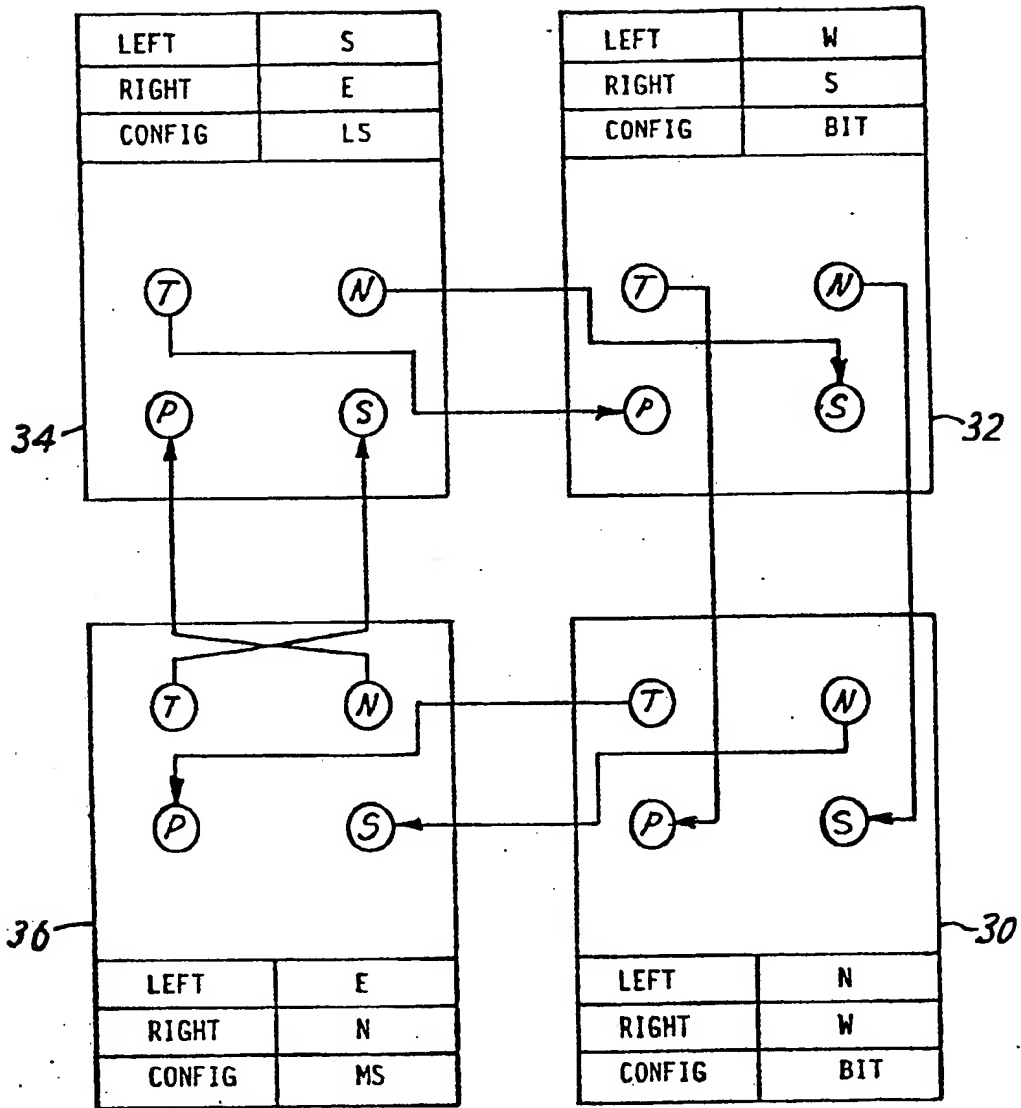 LEFT S
RIGHT E
CONFIG LS
LEFT W
RIGHT S
CONFIG BIT
T N
T N
P S
P S
34
32
T N
T N
P S
P S
36
30
LEFT E
RIGHT N
CONFIG MS
LEFT N
RIGHT W
CONFIG BIT